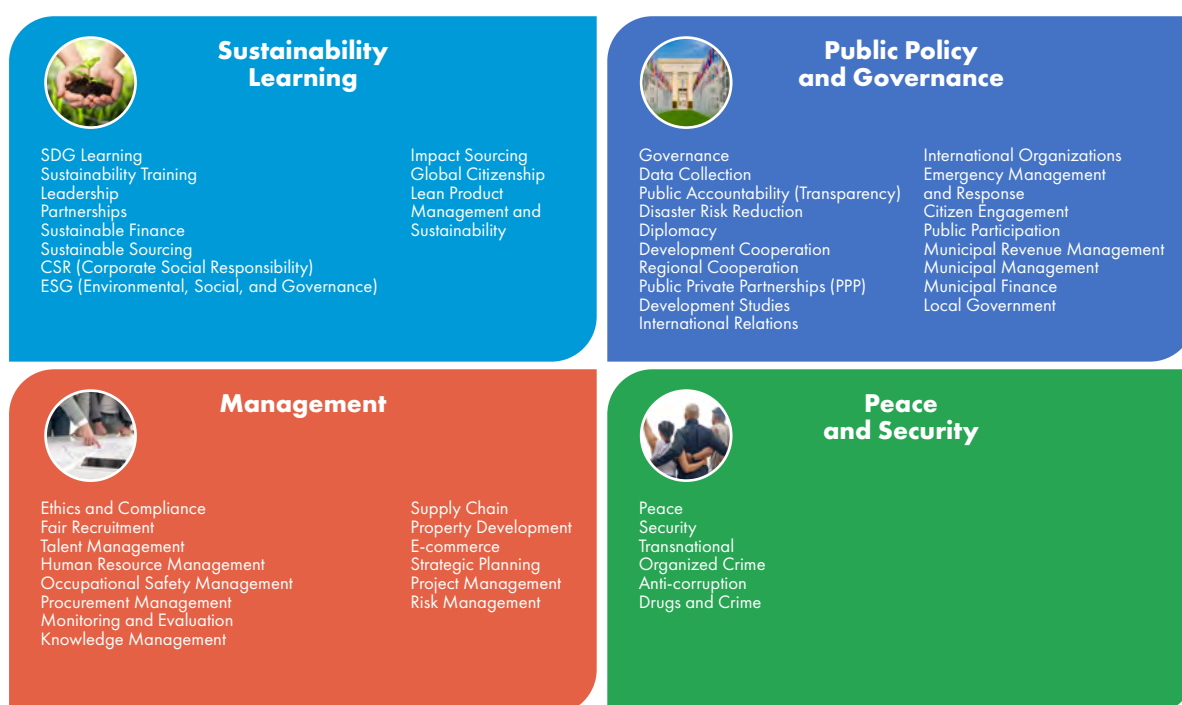 Sustainability
Learning
SDG Learning
Sustainability Training
Leadership
Partnerships
Sustainable Finance
Sustainable Sourcing
CSR (Corporate Social Responsibility)
ESG (Environmental, Social, and Governance)
Impact Sourcing
Global Citizenship
Lean Product
Management and
Sustainability
Public Policy
and Governance
Governance
Data Collection
Public Accountability (Transparency)
Disaster Risk Reduction
Diplomacy
Development Cooperation
Regional Cooperation
Public Private Partnerships (PPP)
Development Studies
International Relations
International Organizations
Emergency Management
and Response
Citizen Engagement
Public Participation
Municipal Revenue Management
Municipal Management
Municipal Finance
Local Government
Management
Ethics and Compliance
Fair Recruitment
Talent Management
Human Resource Management
Occupational Safety Management
Procurement Management
Monitoring and Evaluation
Knowledge Management
Supply Chain
Property Development
E-commerce
Strategic Planning
Project Management
Risk Management
Peace
and Security
Peace
Security
Transnational
Organized Crime
Anti-corruption
Drugs and Crime